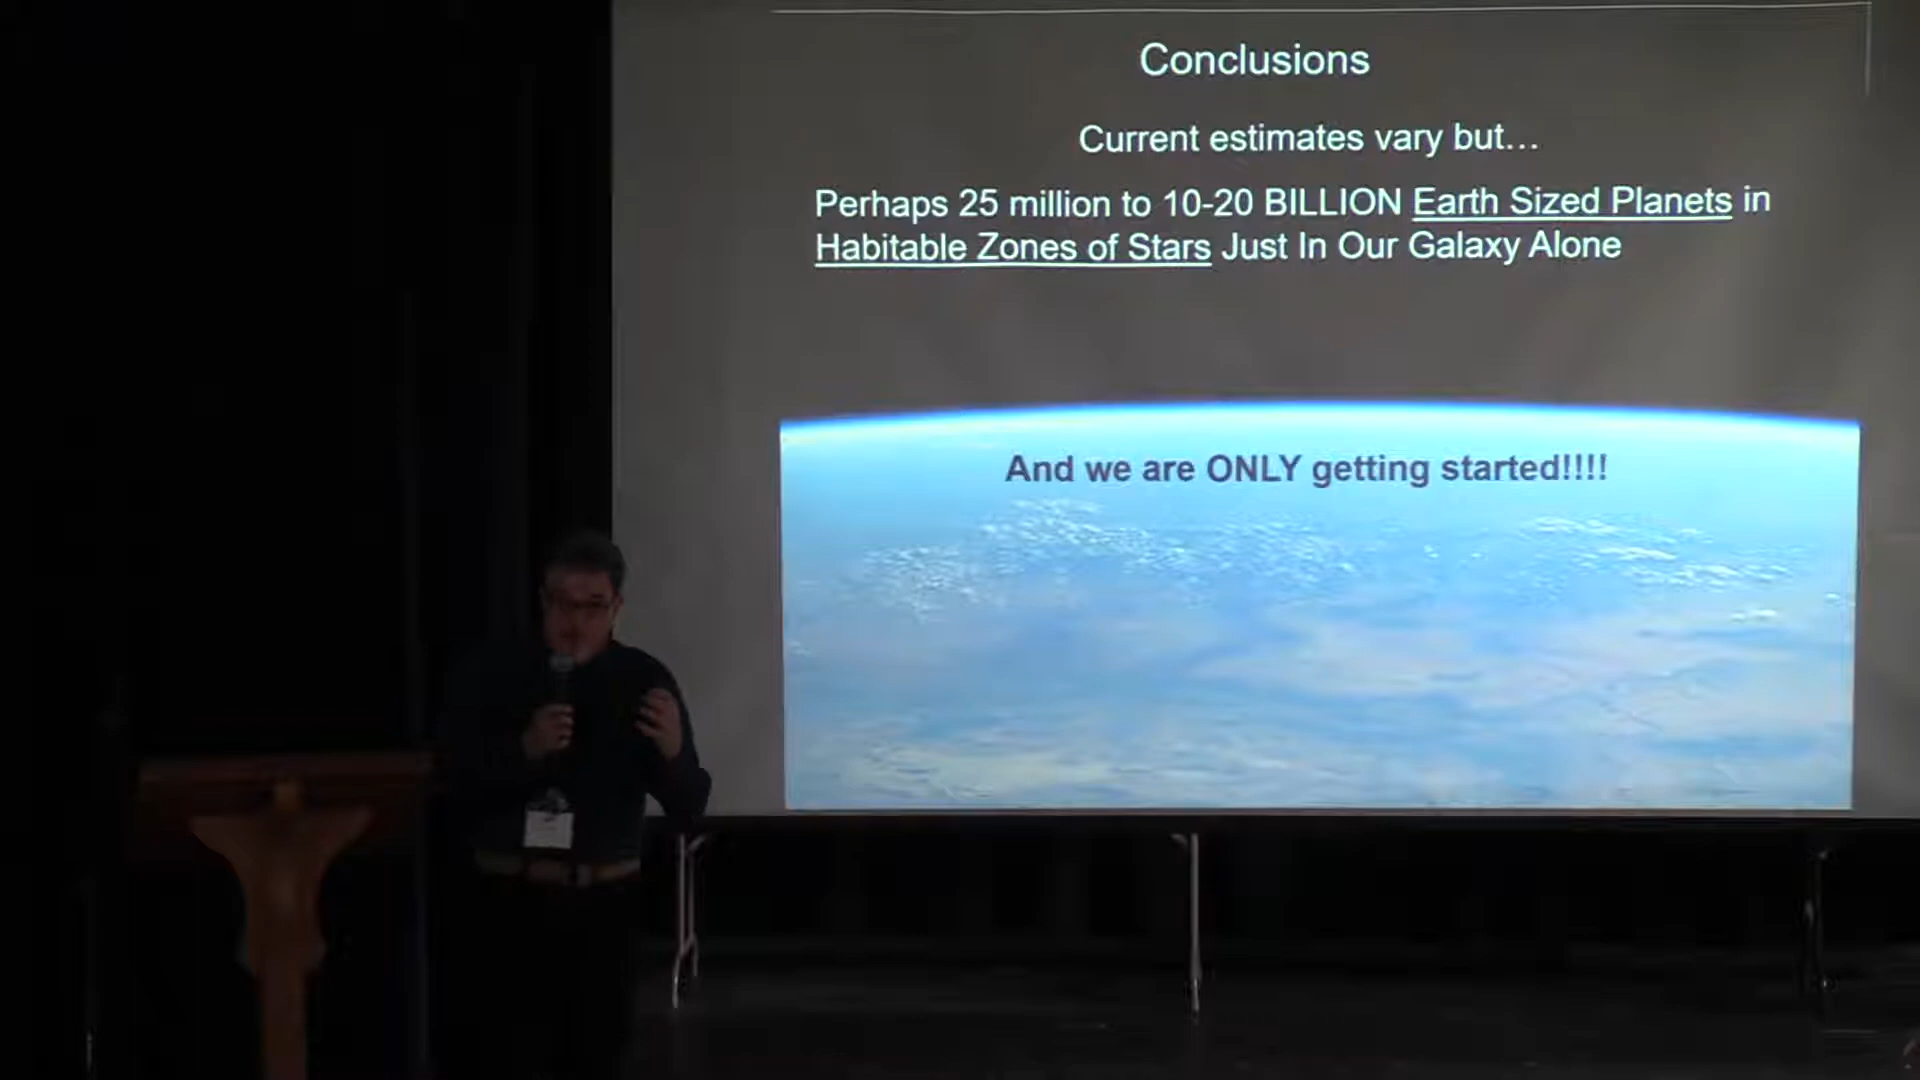 Conclusions
Current estimates vary but...
Perhaps 25 million to 10-20 BILLION Earth Sized Planets in
Habitable Zones of Stars Just In Our Galaxy Alone
And we are ONLY getting started!!!!